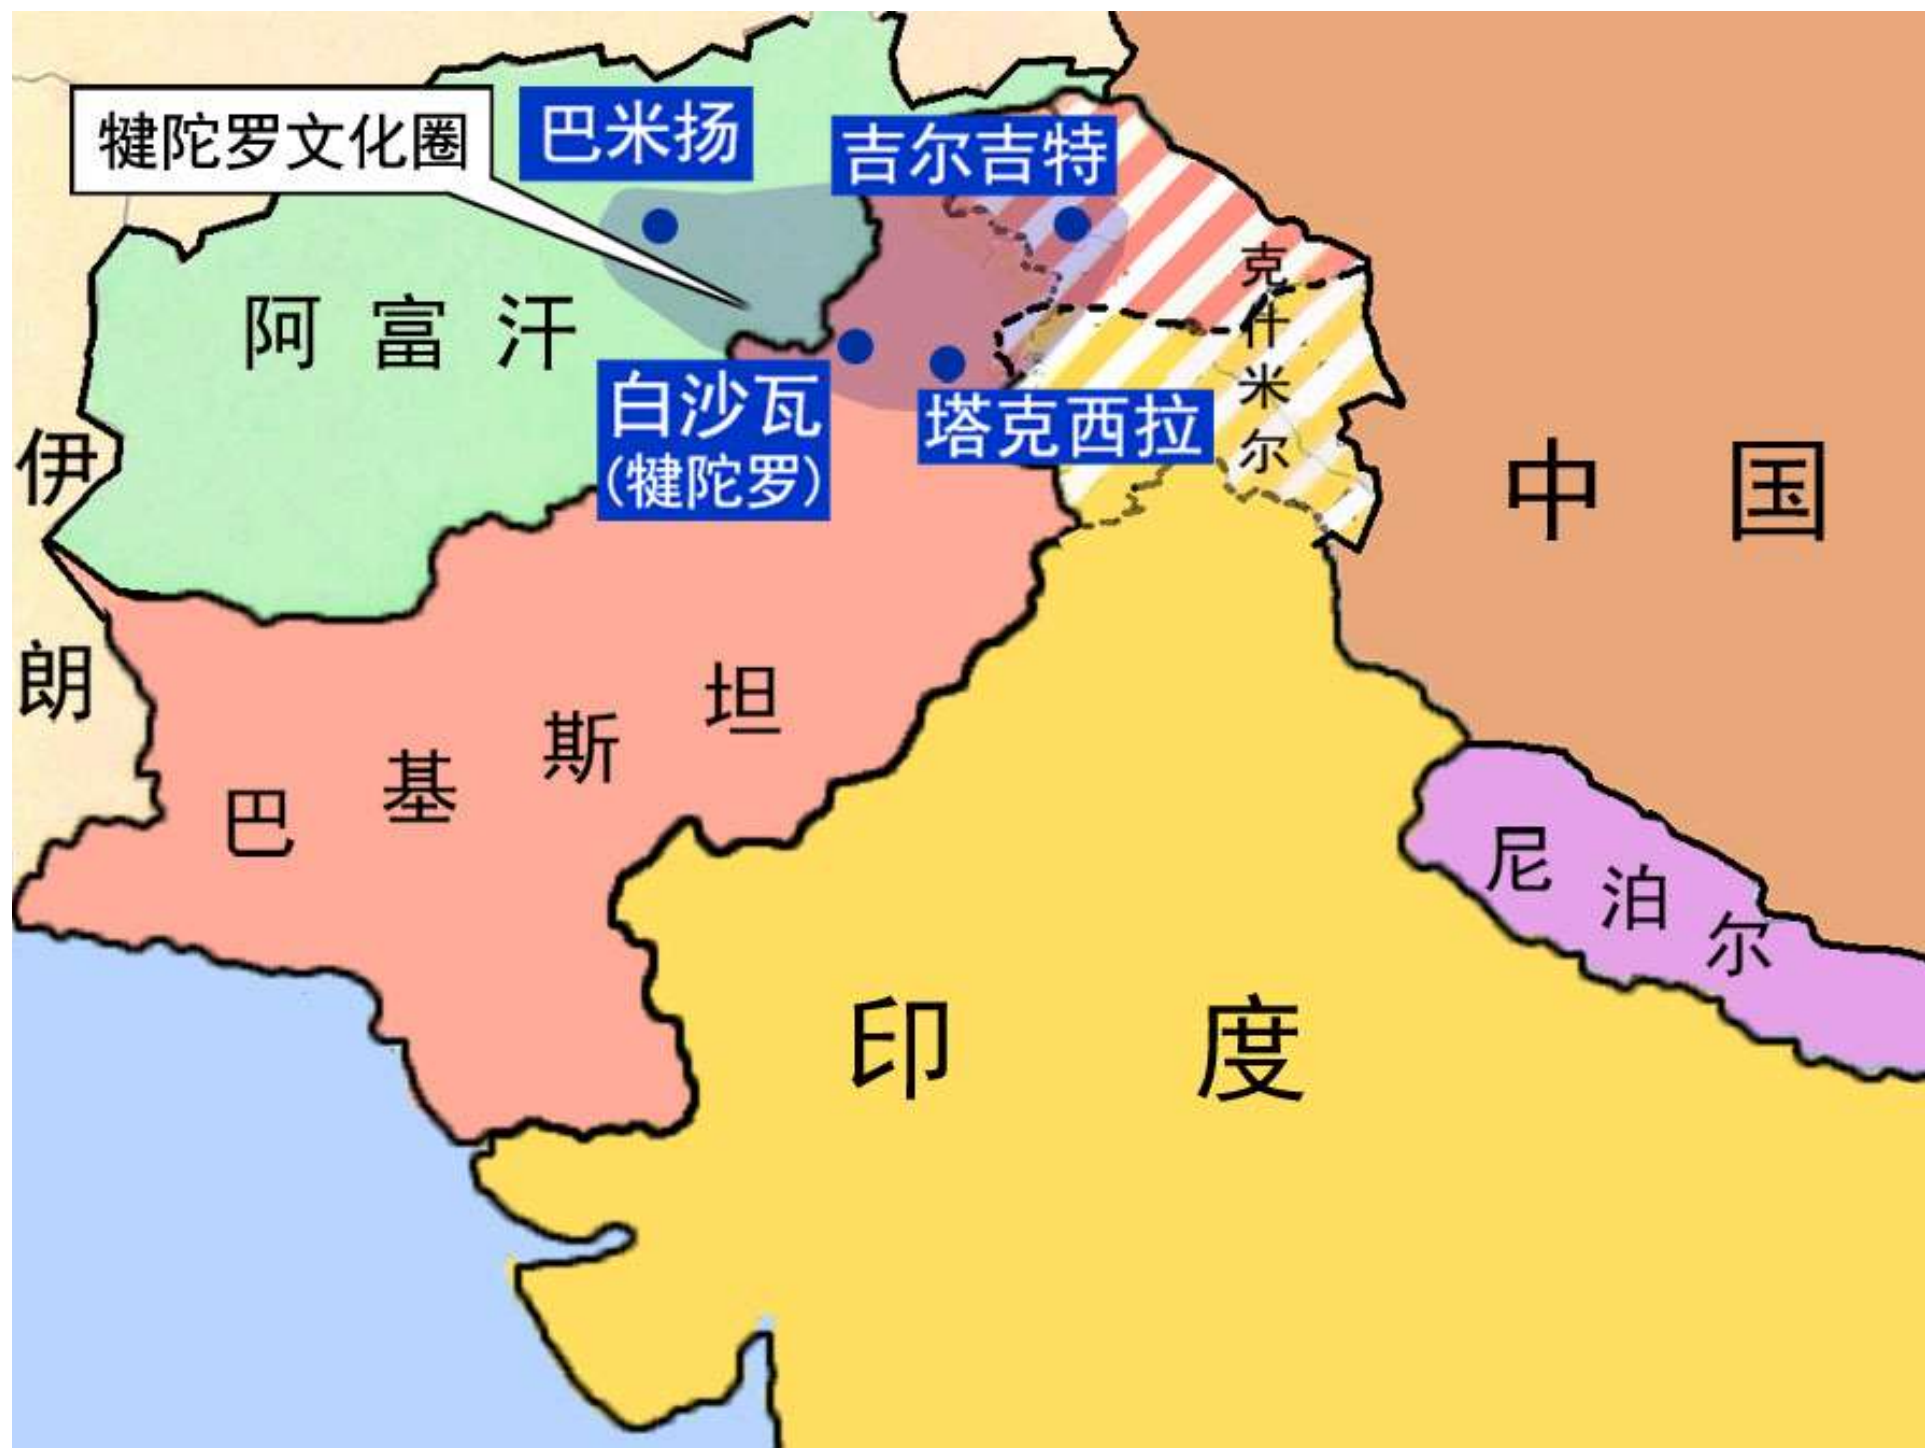 犍陀罗文化圈
巴米扬
吉尔吉特
克什米尔
阿富汗
白沙瓦
(犍陀罗)
塔克西拉
伊朗
中国
巴基斯坦
尼泊尔
印度